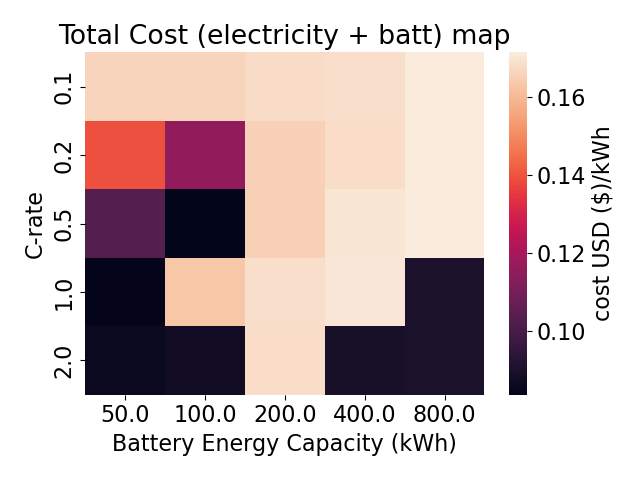 Total Cost (electricity + batt) map
0.1
0.2
0.5
1.0
2.0
C-rate
50.0 100.0 200.0 400.0 800.0
Battery Energy Capacity (kWh)
0.16
0.14
0.12
0.10
cost USD ($)/kWh